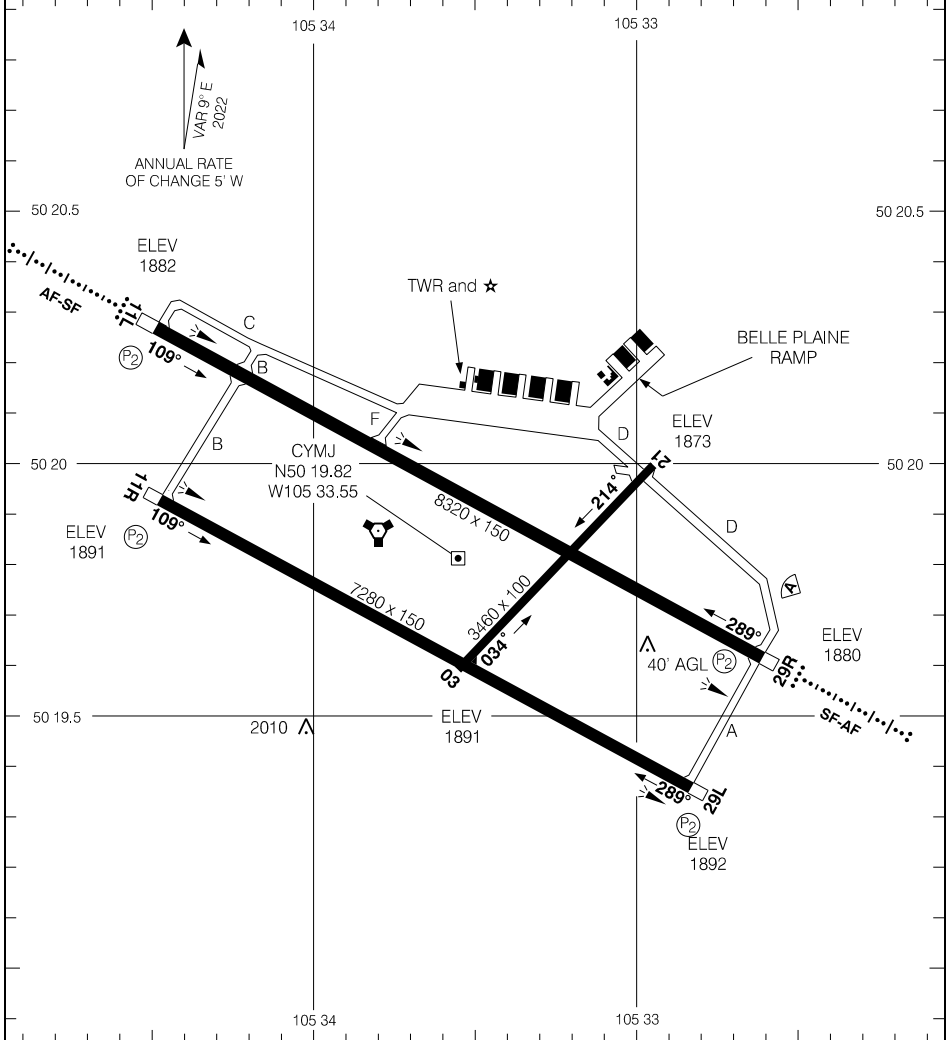 105 34
105 33
VAR 9° E
2022
ANNUAL RATE
OF CHANGE 5' W
50 20.5
50 20.5
ELEV
1882
AF-SF
11L
TWR and
BELLE PLAINE
RAMP
C
P2
109°
B
F
D
ELEV
1873
21
CYMJ
N50 19.82
W105 33.55
B
50 20
50 20
214°
8320 x 150
11R
109°
ELEV
1891
P2
D
A
7280 x 150
3460 x 100
034°
03
289°
40' AGL
P2
29R
ELEV
1880
SF-AF
50 19.5
2010
ELEV
1891
A
289°
29L
P2
ELEV
1892
105 34
105 33